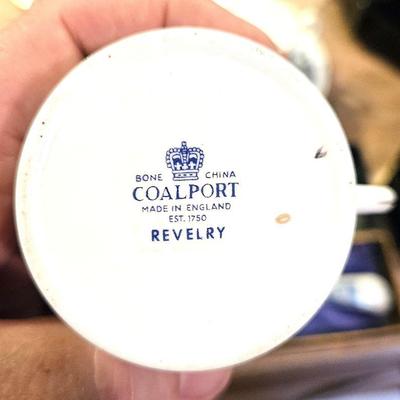 BONE CHINA
COALPORT
MADE IN ENGLAND
EST. 1750
REVELRY